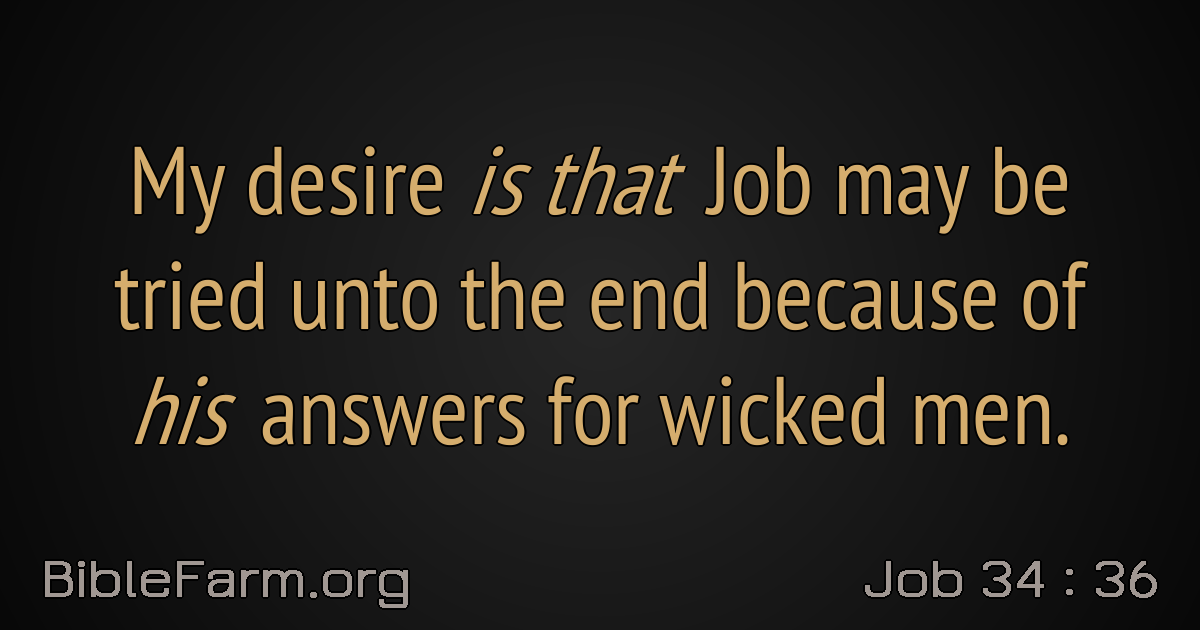 My desire is that Job may be
tried unto the end because of
his answers for wicked men.
BibleFarm.org
Job 34 : 36